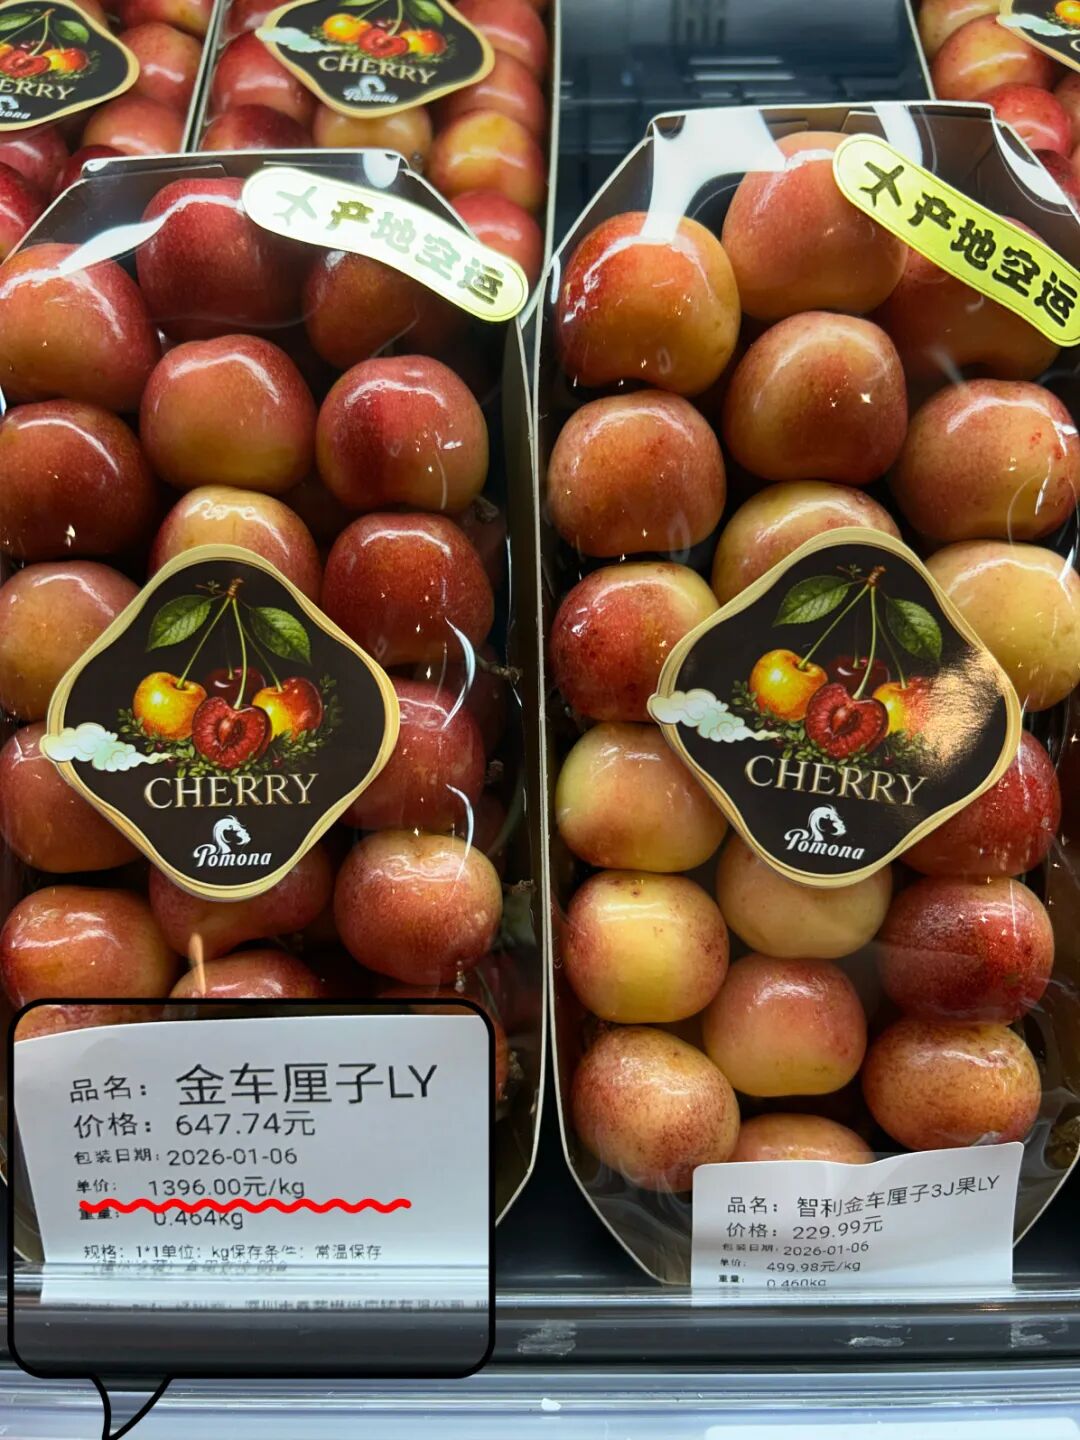 ERRY
CHERRY
Pomona
产地空运
产地空运
CHERRY
Pomona
CHERRY
Pomona
品名：金车厘子LY
价格：647.74元
包装日期：2026-01-06
单价：1396.00元/kg
重量：0.464kg
规格：1*1单位：kg保存条件：常温保存
品名：智利金车厘子3J果LY
价格：229.99元
包装日期：2026-01-06
单价：499.98元/kg
重量：0.460kg